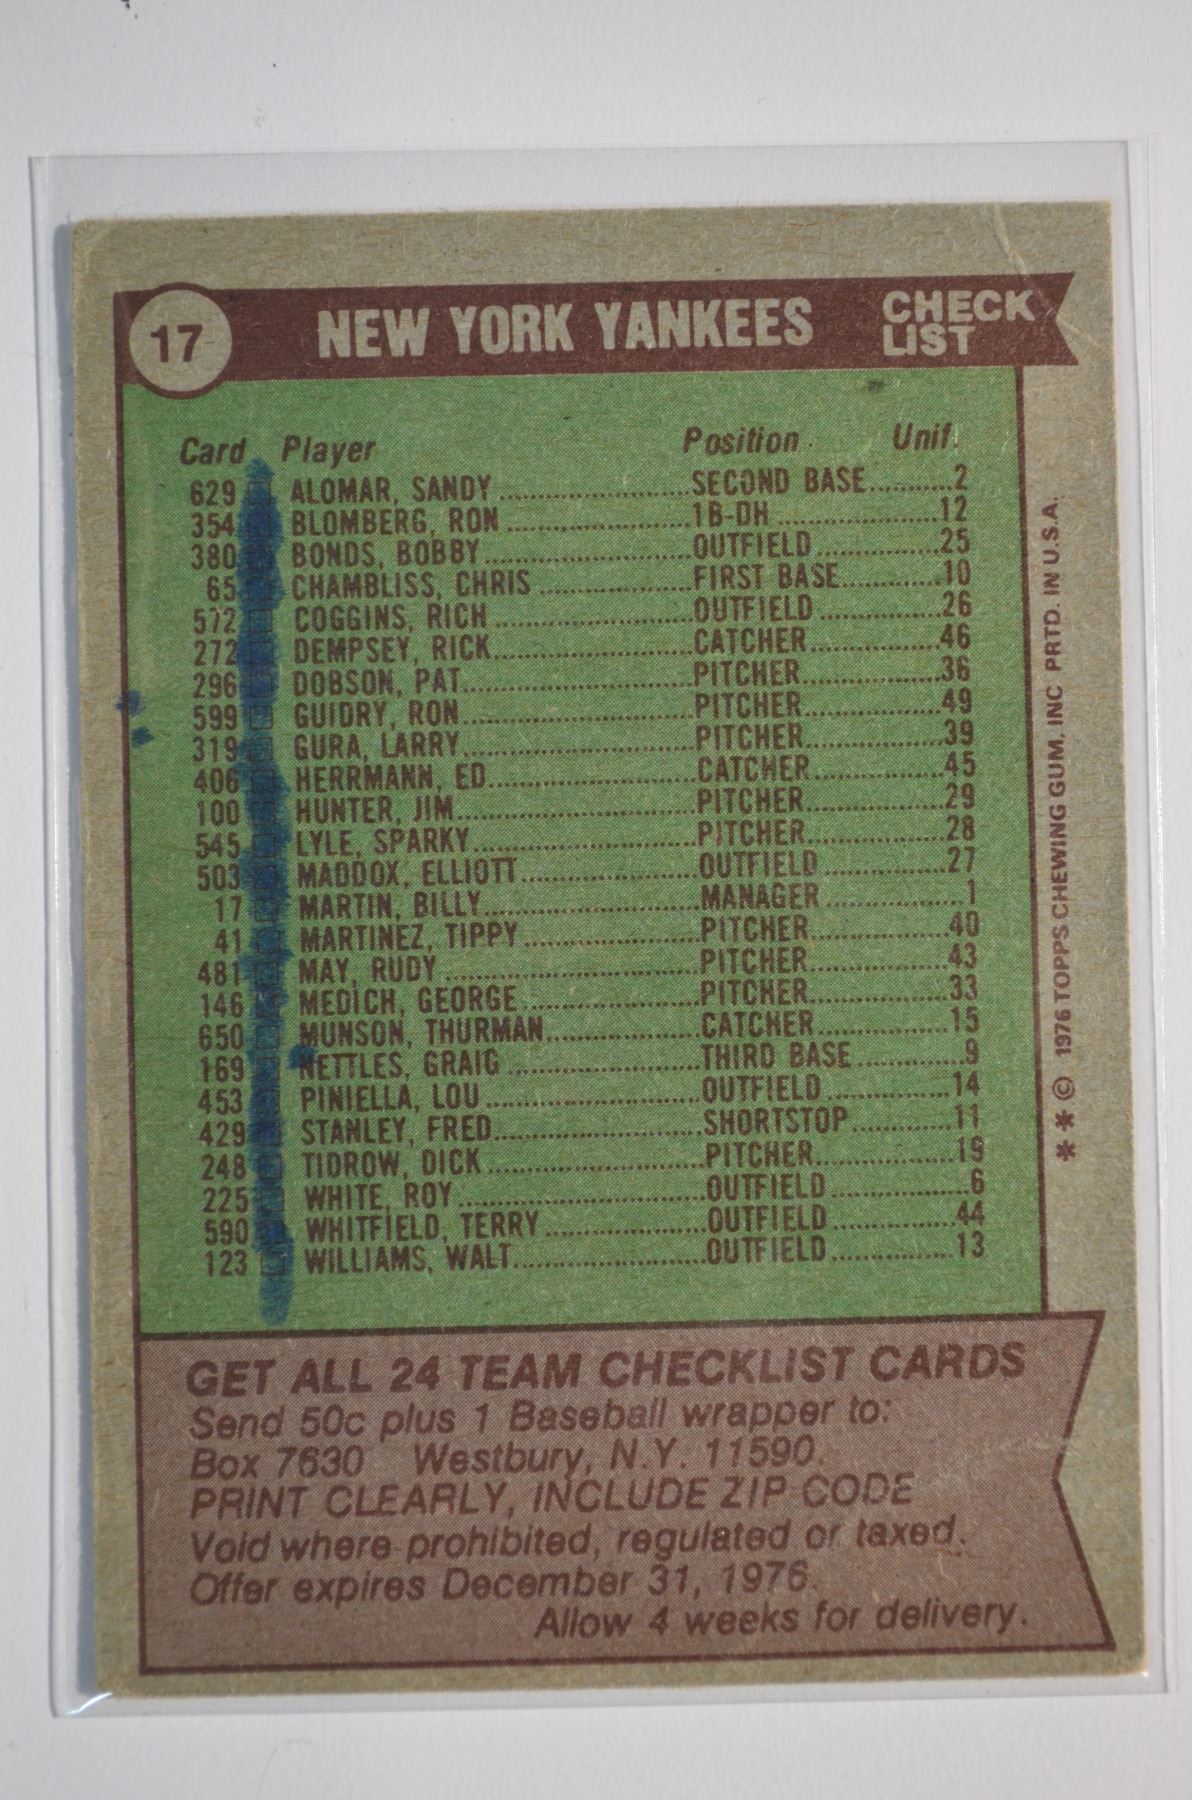 17 NEW YORK YANKEES CHECK LIST
Card Player Position Unif.
629 ALOMAR, SANDY SECOND BASE 2
354 BLOMBERG, RON 1B-DH 12
380 BONDS, BOBBY OUTFIELD 25
65 CHAMBLISS, CHRIS FIRST BASE 10
572 COGGINS, RICH OUTFIELD 26
272 DEMPSEY, RICK CATCHER 46
296 DOBSON, PAT PITCHER 36
599 GUIDRY, RON PITCHER 49
319 GURA, LARRY PITCHER 39
406 HERRMANN, ED CATCHER 45
100 HUNTER, JIM PITCHER 29
545 LYLE, SPARKY PITCHER 28
503 MADDOX, ELLIOTT OUTFIELD 27
17 MARTIN, BILLY MANAGER 1
41 MARTINEZ, TIPPY PITCHER 40
481 MAY, RUDY PITCHER 43
146 MEDICH, GEORGE PITCHER 33
650 MUNSON, THURMAN CATCHER 15
169 NETTLES, GRAIG THIRD BASE 9
453 PINIELLA, LOU OUTFIELD 14
429 STANLEY, FRED SHORTSTOP 11
248 TIDROW, DICK PITCHER 19
225 WHITE, ROY OUTFIELD 6
590 WHITFIELD, TERRY OUTFIELD 44
123 WILLIAMS, WALT OUTFIELD 13
GET ALL 24 TEAM CHECKLIST CARDS
Send 50c plus 1 Baseball wrapper to:
Box 7630 Westbury, N.Y. 11590.
PRINT CLEARLY, INCLUDE ZIP CODE
Void where prohibited, regulated or taxed.
Offer expires December 31, 1976.
Allow 4 weeks for delivery.
**© 1976 TOPPS CHEWING GUM, INC PRTD. IN U.S.A.